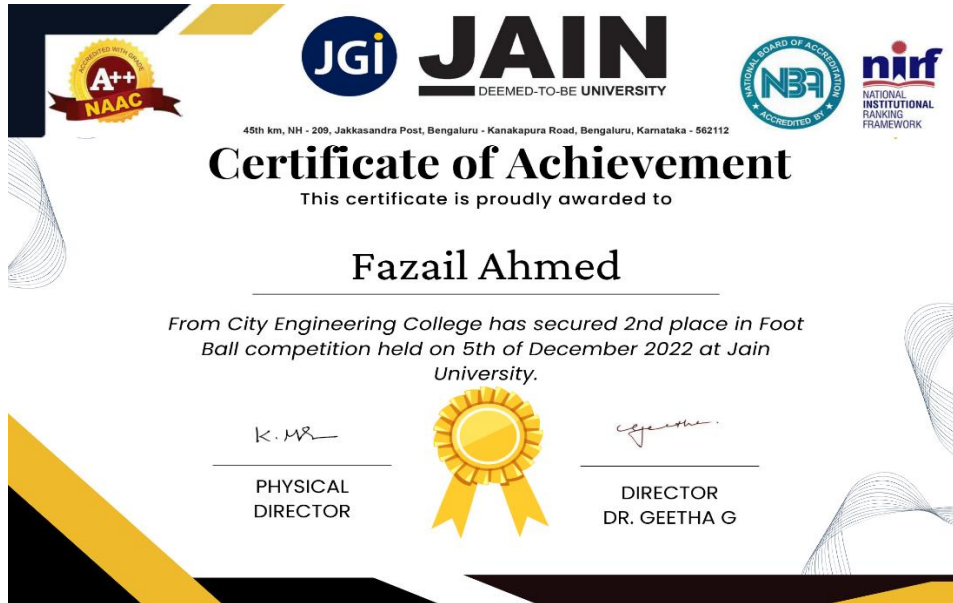 ACCREDITED WITH GRADE
A++
NAAC
JGi
JAIN
DEEMED-TO-BE UNIVERSITY
NATIONAL BOARD OF ACCREDITATION
NBA
ACCREDITED BY
nirf
NATIONAL
INSTITUTIONAL
RANKING
FRAMEWORK
45th km, NH - 209, Jakkasandra Post, Bengaluru - Kanakapura Road, Bengaluru, Karnataka - 562112
Certificate of Achievement
This certificate is proudly awarded to
Fazail Ahmed
From City Engineering College has secured 2nd place in Foot
Ball competition held on 5th of December 2022 at Jain
University.
PHYSICAL
DIRECTOR
DIRECTOR
DR. GEETHA G